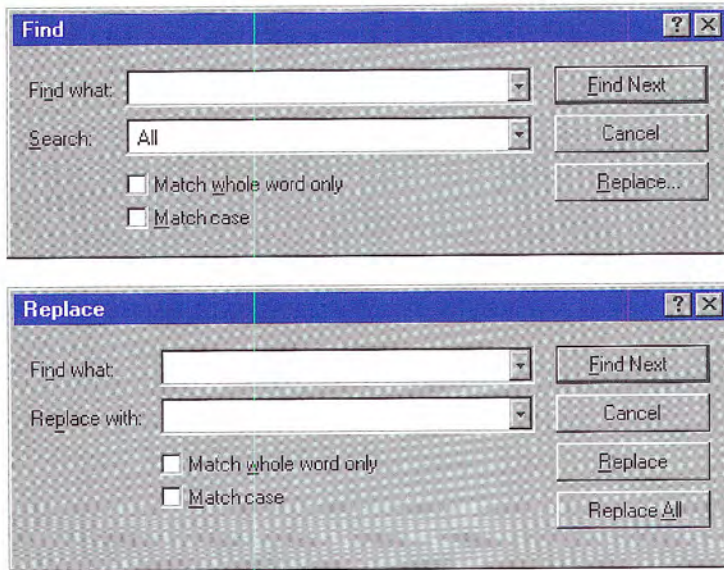 Find
Find what:
Find Next
Search:
All
Cancel
Match whole word only
Replace...
Match case
Replace
Find what:
Find Next
Replace with:
Cancel
Match whole word only
Replace
Match case
Replace All